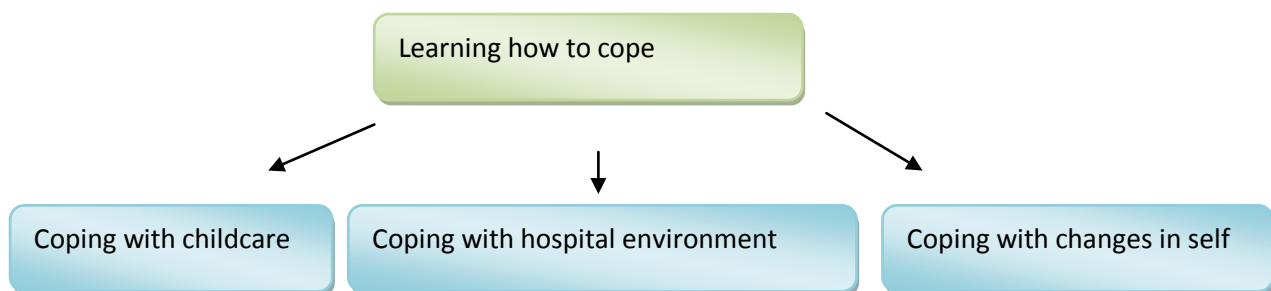 Learning how to cope
Coping with childcare
Coping with hospital environment
Coping with changes in self